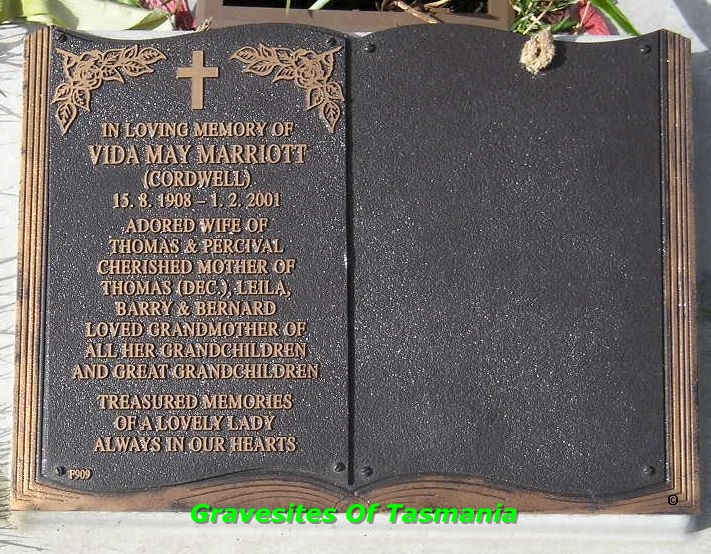 IN LOVING MEMORY OF
VIDA MAY MARRIOTT
(CORDWELL)
15. 8. 1908 – 1. 2. 2001
ADORED WIFE OF
THOMAS & PERCIVAL
CHERISHED MOTHER OF
THOMAS (DEC.), LEILA,
BARRY & BERNARD
LOVED GRANDMOTHER OF
ALL HER GRANDCHILDREN
AND GREAT GRANDCHILDREN
TREASURED MEMORIES
OF A LOVELY LADY
ALWAYS IN OUR HEARTS
F909
©
Gravesites Of Tasmania